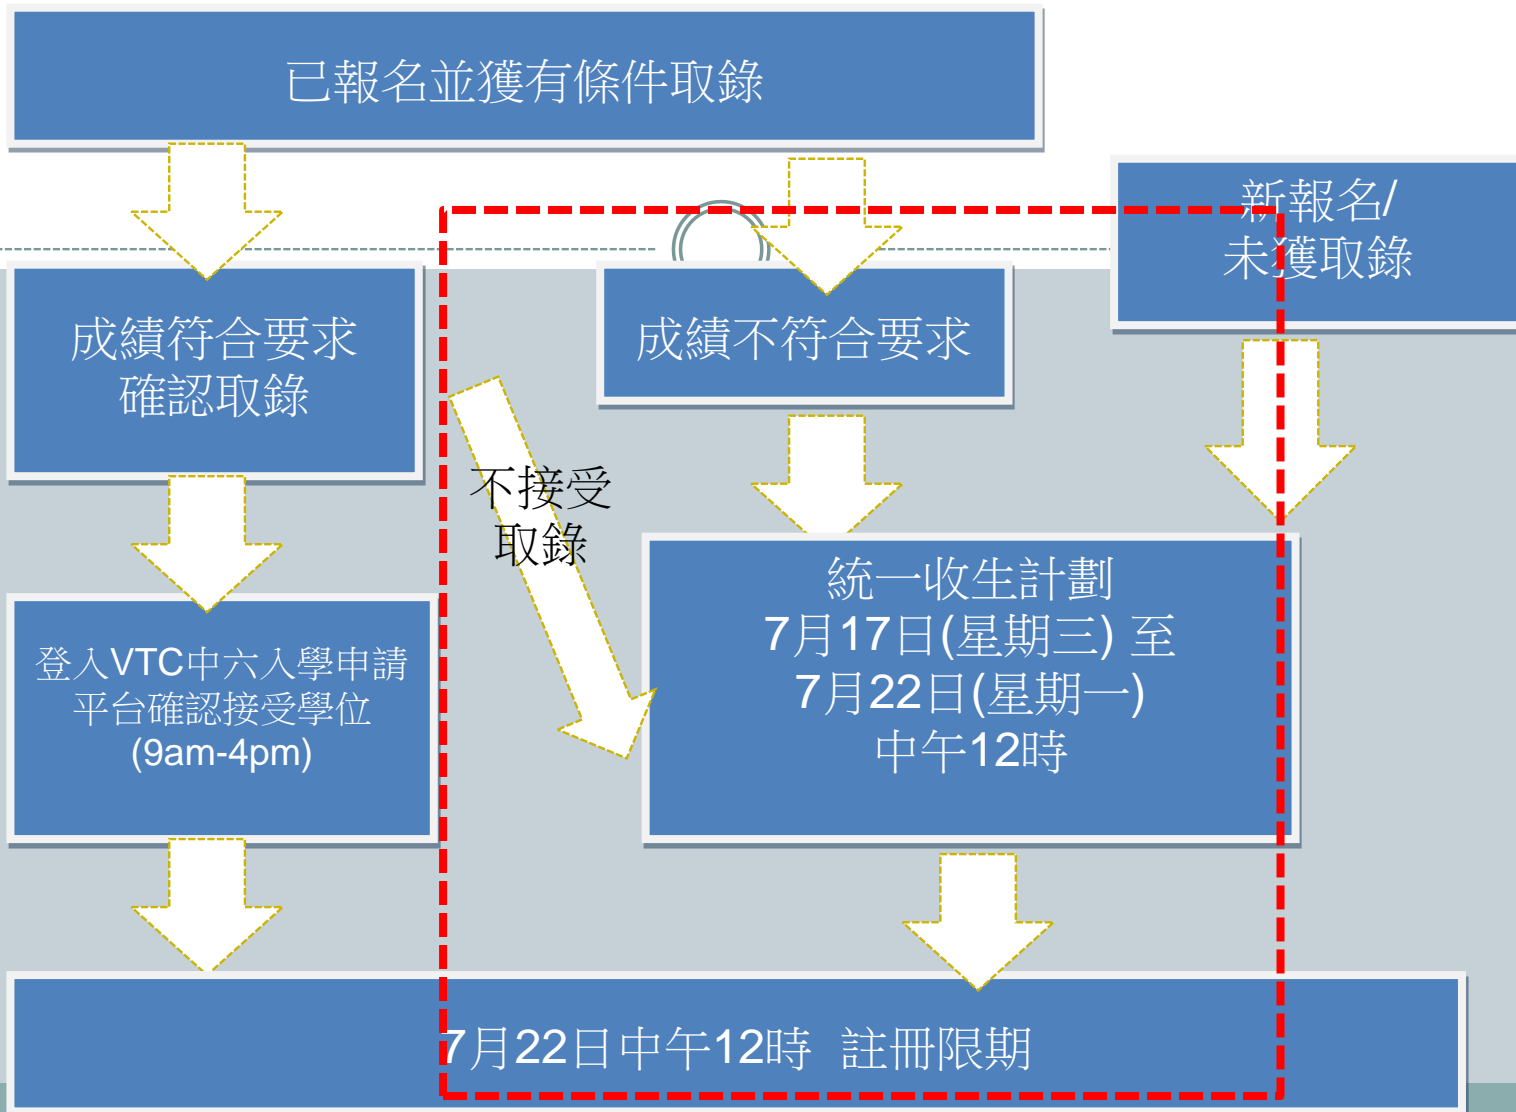 已報名並獲有條件取錄
新報名/
未獲取錄
成績符合要求
確認取錄
成績不符合要求
不接受
取錄
登入VTC中六入學申請
平台確認接受學位
(9am-4pm)
統一收生計劃
7月17日(星期三) 至
7月22日(星期一)
中午12時
7月22日中午12時 註冊限期